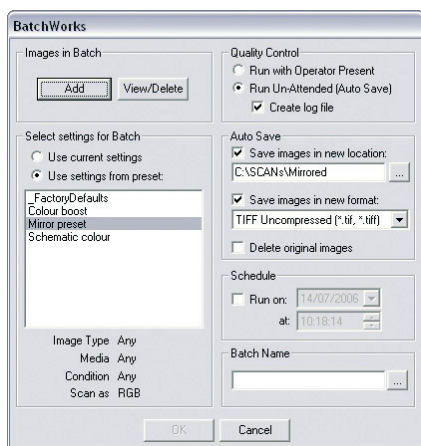 BatchWorks
Images in Batch
Add
View/Delete
Select settings for Batch
Use current settings
Use settings from preset:
_FactoryDefaults
Colour boost
Mirror preset
Schematic colour
Image Type Any
Media Any
Condition Any
Scan as RGB
Quality Control
Run with Operator Present
Run Un-Attended (Auto Save)
Create log file
Auto Save
Save images in new location:
C:\SCANs\Mirrored
...
Save images in new format:
TIFF Uncompressed (*.tif, *.tiff)
Delete original images
Schedule
Run on: 14/07/2006
at: 10:18:14
Batch Name
...
OK
Cancel